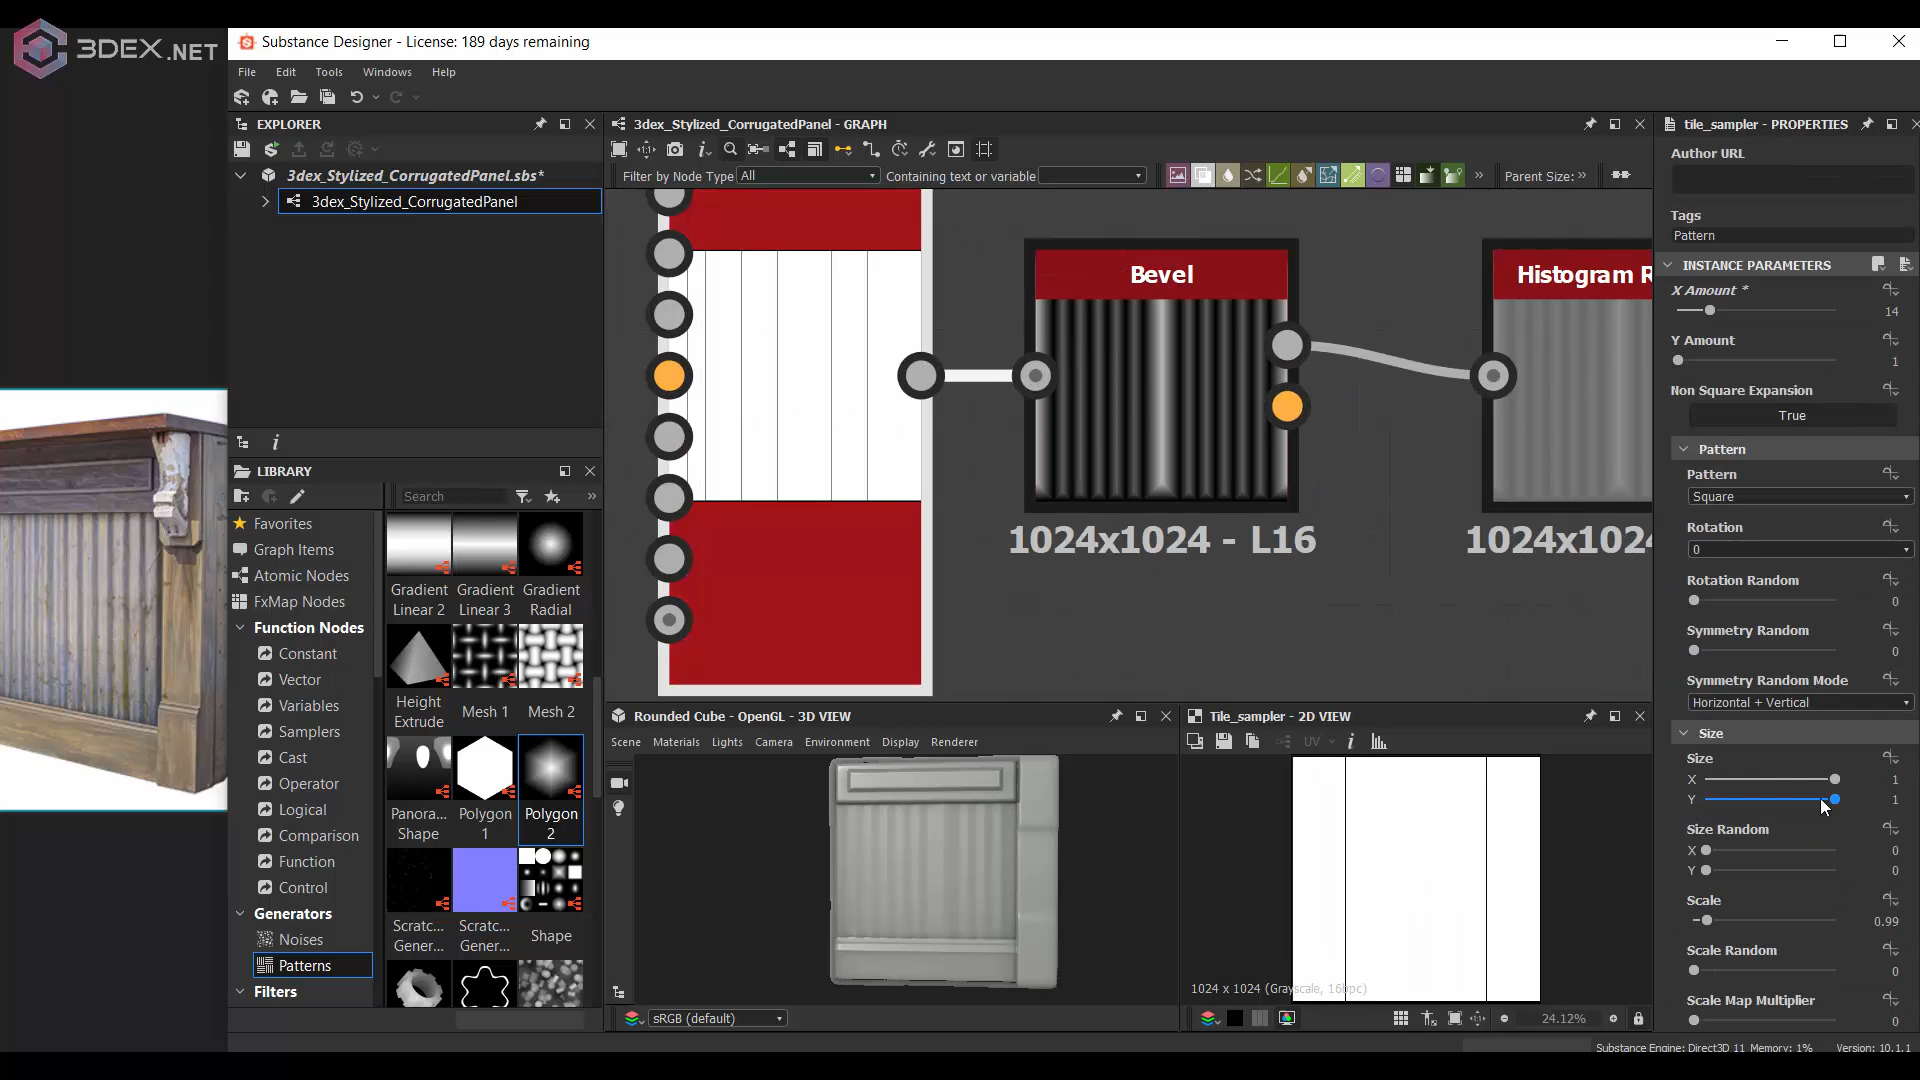 3DEX.NET
Substance Designer - License: 189 days remaining
File Edit Tools Windows Help
EXPLORER
3dex_Stylized_CorrugatedPanel.sbs*
3dex_Stylized_CorrugatedPanel
LIBRARY
Search
Favorites
Graph Items
Atomic Nodes
FxMap Nodes
Function Nodes
Constant
Vector
Variables
Samplers
Cast
Operator
Logical
Comparison
Function
Control
Generators
Noises
Patterns
Filters
Gradient Linear 2
Gradient Linear 3
Gradient Radial
Height Extrude
Mesh 1
Mesh 2
Panora... Shape
Polygon 1
Polygon 2
Scratc... Gener...
Scratc... Gener...
Shape
3dex_Stylized_CorrugatedPanel - GRAPH
Filter by Node Type All Containing text or variable
Parent Size:
Bevel
1024x1024 - L16
Histogram R
1024x1024
Rounded Cube - OpenGL - 3D VIEW
Scene Materials Lights Camera Environment Display Renderer
sRGB (default)
Tile_sampler - 2D VIEW
UV
1024 x 1024 (Grayscale, 16bpc)
24.12%
tile_sampler - PROPERTIES
Author URL
Tags
Pattern
INSTANCE PARAMETERS
X Amount *
14
Y Amount
1
Non Square Expansion
True
Pattern
Pattern
Square
Rotation
0
Rotation Random
0
Symmetry Random
0
Symmetry Random Mode
Horizontal + Vertical
Size
Size
X 1
Y 1
Size Random
X 0
Y 0
Scale
0.99
Scale Random
0
Scale Map Multiplier
0
Substance Engine: Direct3D 11 Memory: 1% Version: 10.1.1